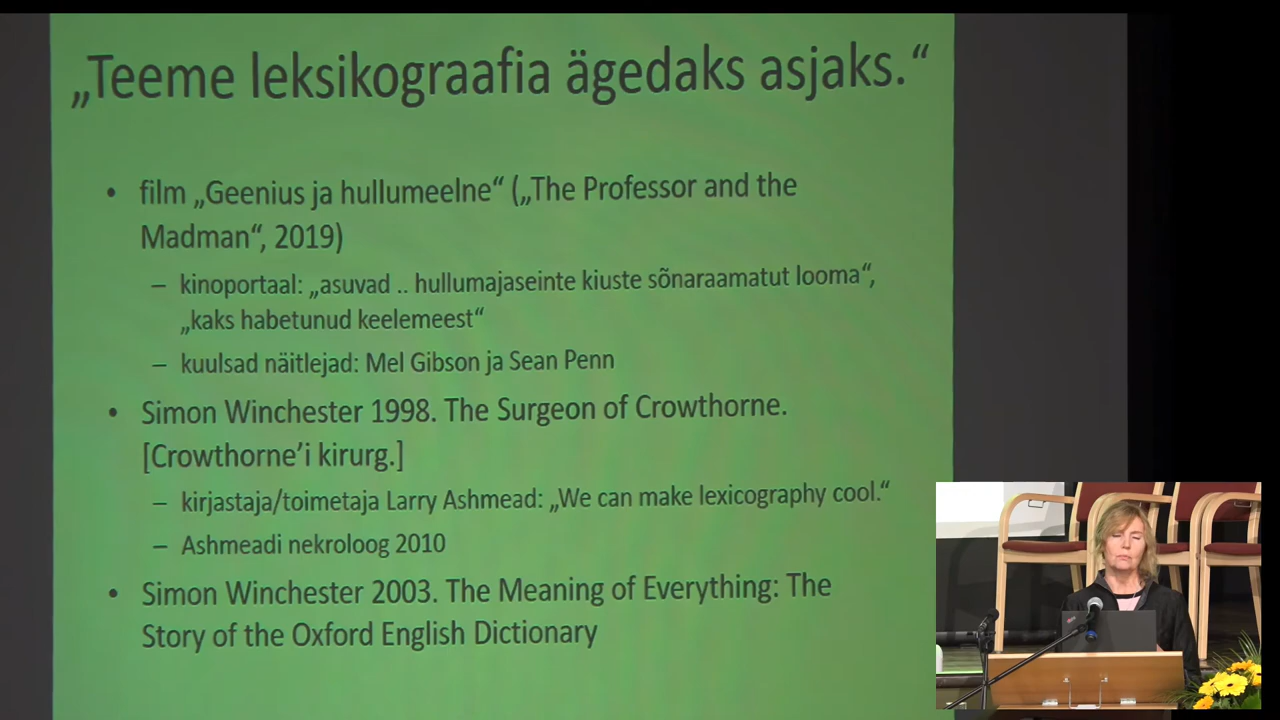 „Teeme leksikograafia ägedaks asjaks.“
• film „Geenius ja hullumeelne“ („The Professor and the
Madman“, 2019)
– kinoportaal: „asuvad .. hullumajaseinte kiuste sõnaraamatut looma“,
„kaks habetunud keelemeest“
– kuulsad näitlejad: Mel Gibson ja Sean Penn
• Simon Winchester 1998. The Surgeon of Crowthorne.
[Crowthorne’i kirurg.]
– kirjastaja/toimetaja Larry Ashmead: „We can make lexicography cool.“
– Ashmeadi nekroloog 2010
• Simon Winchester 2003. The Meaning of Everything: The
Story of the Oxford English Dictionary